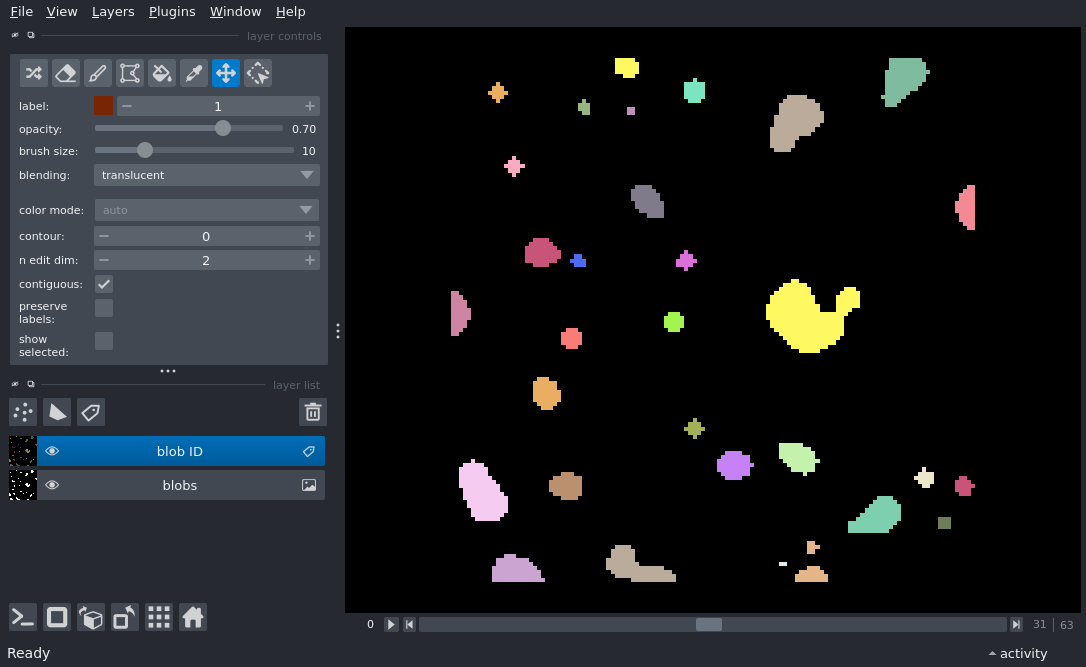 File View Layers Plugins Window Help
layer controls
label: 1
opacity: 0.70
brush size: 10
blending: translucent
color mode: auto
contour: 0
n edit dim: 2
contiguous:
preserve
labels:
show
selected:
layer list
blob ID
blobs
0 31 63
Ready activity